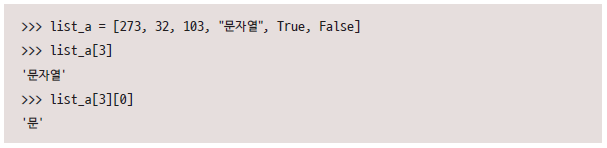 >>> list_a = [273, 32, 103, "문자열", True, False]
>>> list_a[3]
'문자열'
>>> list_a[3][0]
'문'